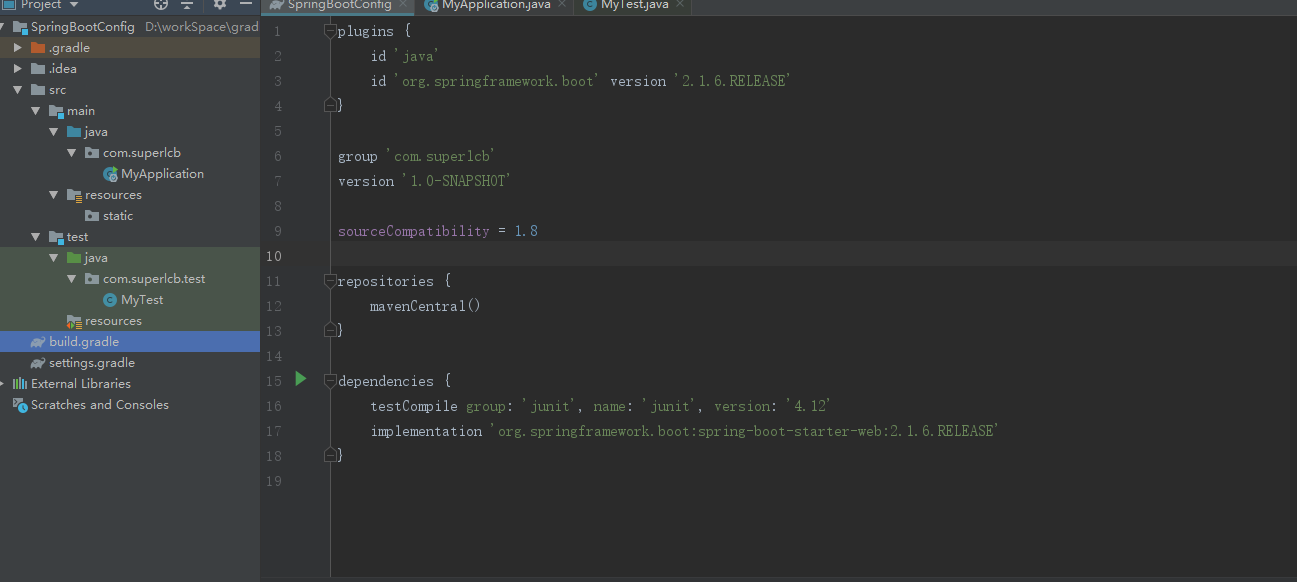 Project
SpringBootConfig D:\workSpace\grad
.gradle
.idea
src
main
java
com.superlcb
MyApplication
resources
static
test
java
com.superlcb.test
MyTest
resources
build.gradle
settings.gradle
External Libraries
Scratches and Consoles
SpringBootConfig MyApplication.java MyTest.java
1 plugins {
2 id 'java'
3 id 'org.springframework.boot' version '2.1.6.RELEASE'
4 }
5
6 group 'com.superlcb'
7 version '1.0-SNAPSHOT'
8
9 sourceCompatibility = 1.8
10
11 repositories {
12 mavenCentral()
13 }
14
15 dependencies {
16 testCompile group: 'junit', name: 'junit', version: '4.12'
17 implementation 'org.springframework.boot:spring-boot-starter-web:2.1.6.RELEASE'
18 }
19